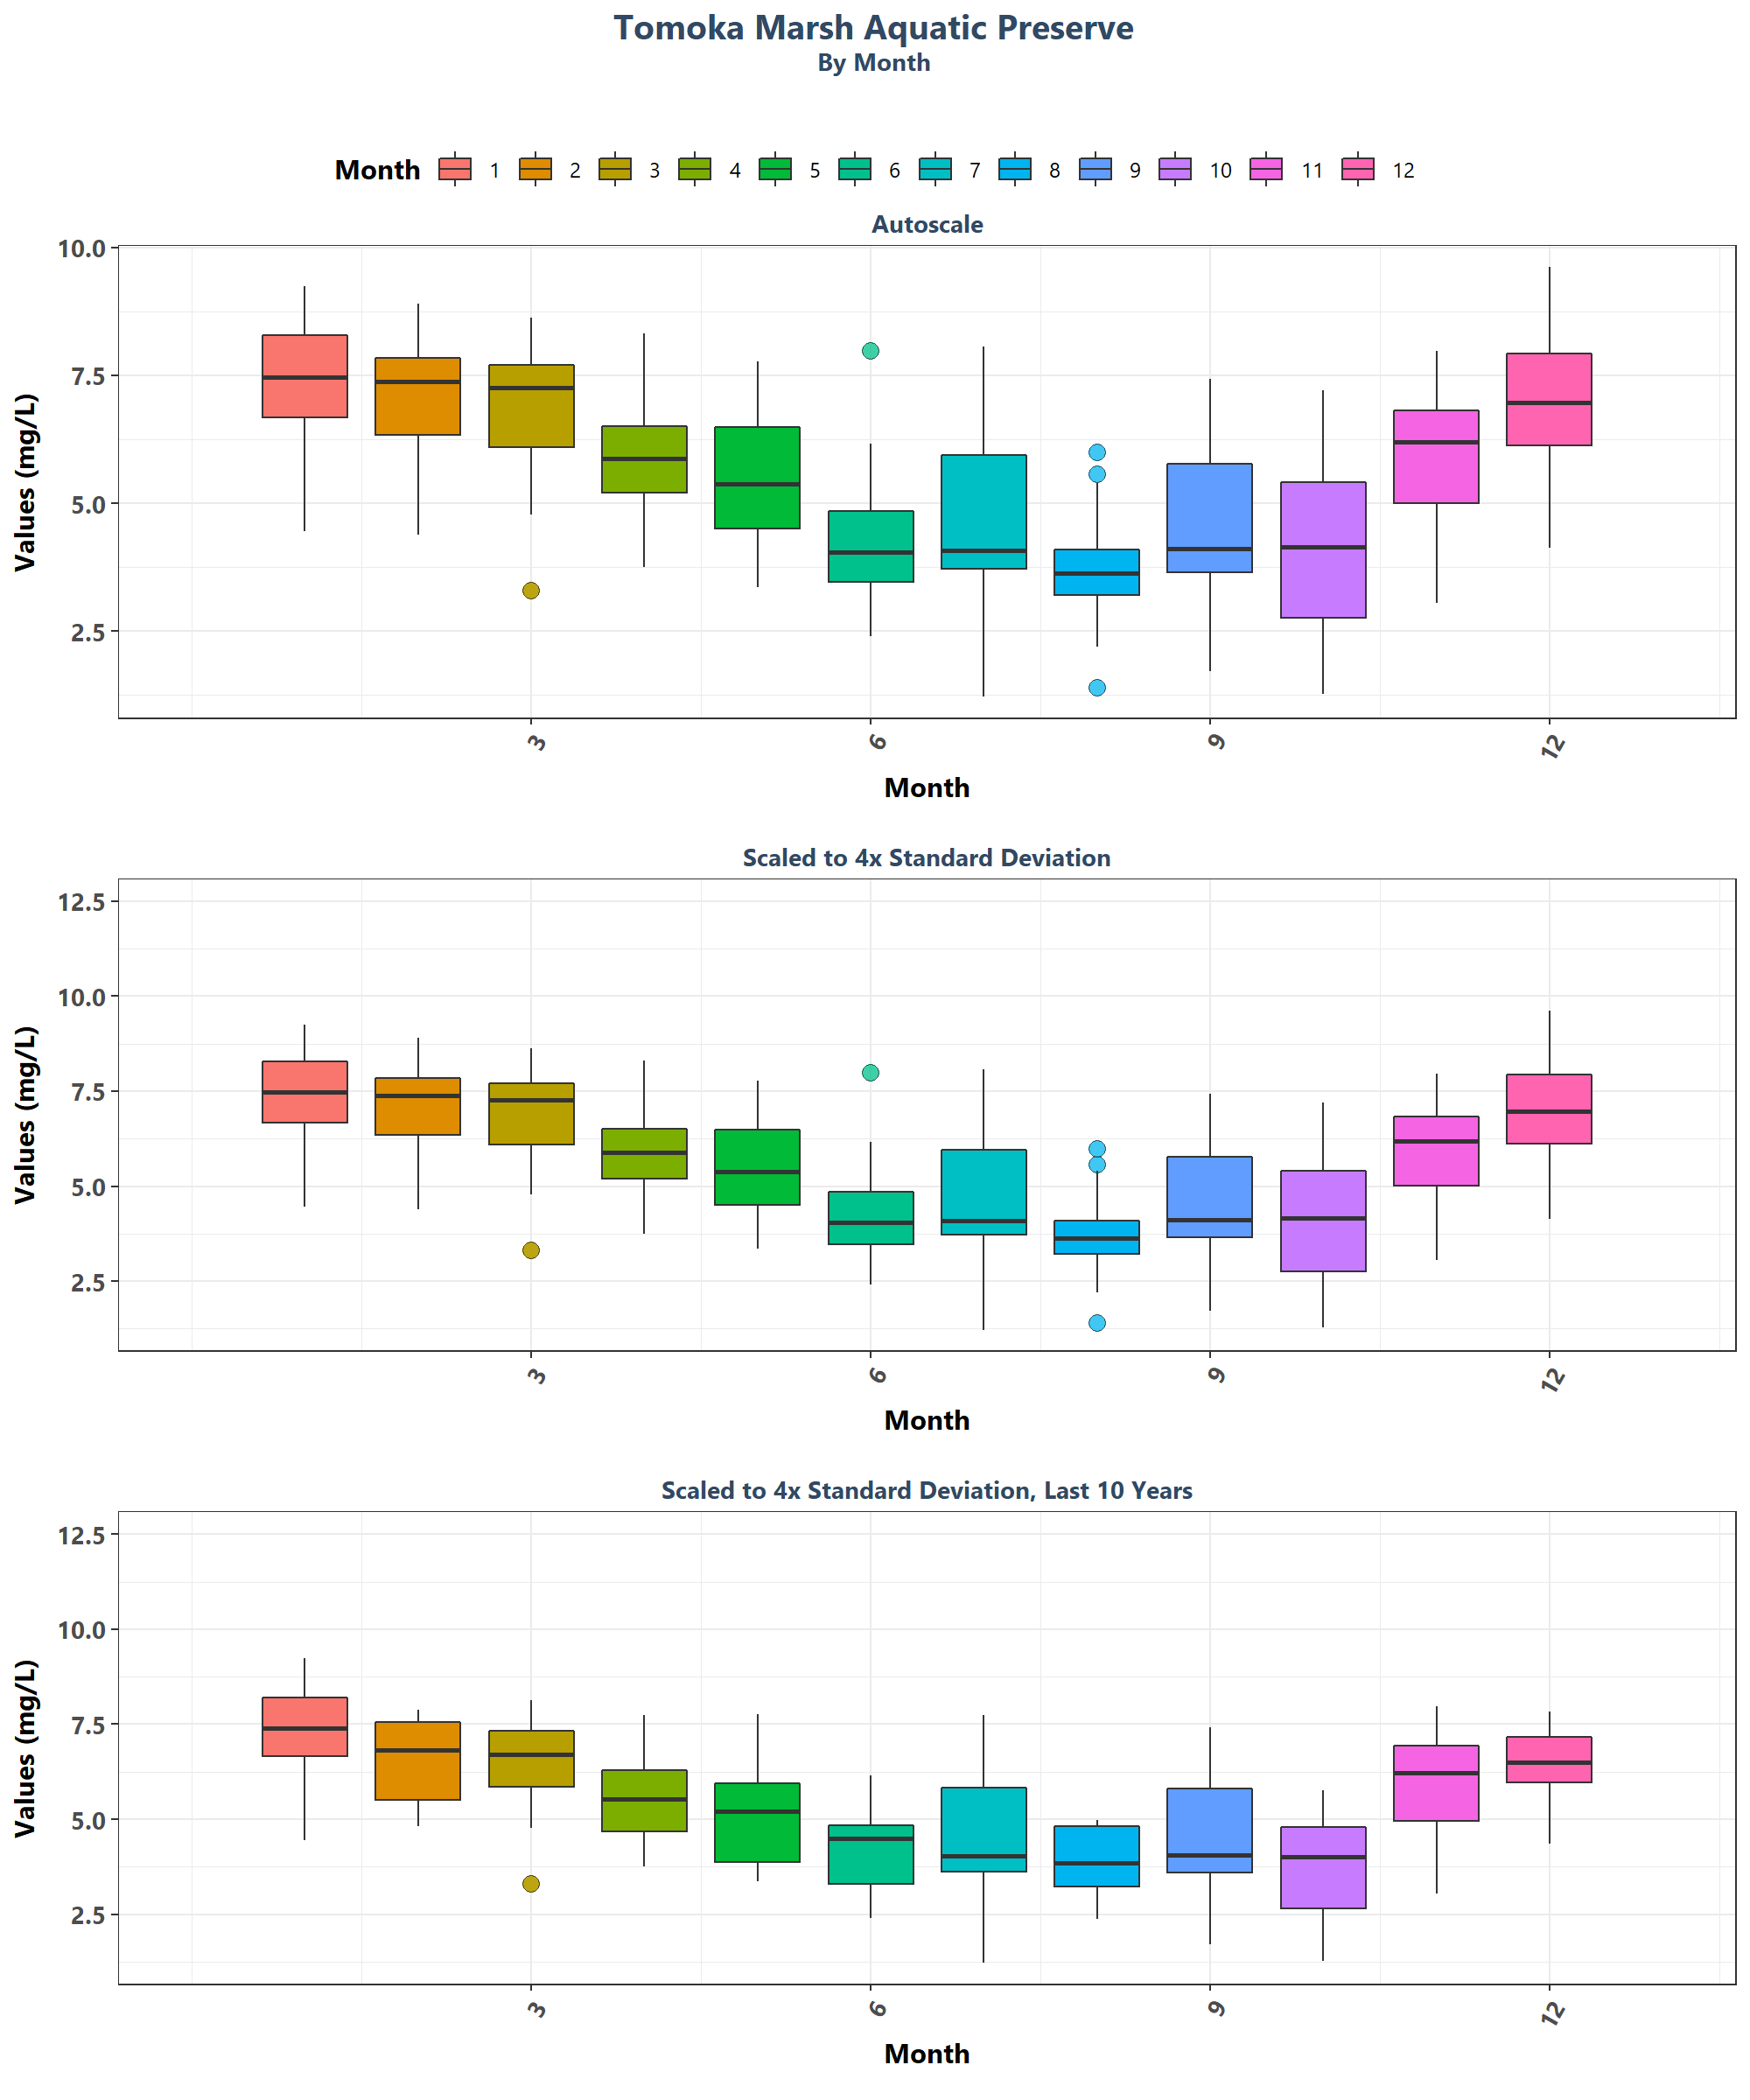 Tomoka Marsh Aquatic Preserve
By Month
Month 1 2 3 4 5 6 7 8 9 10 11 12
Autoscale
Values (mg/L)
10.0
7.5
5.0
2.5
3 6 9 12
Month
Scaled to 4x Standard Deviation
Values (mg/L)
12.5
10.0
7.5
5.0
2.5
3 6 9 12
Month
Scaled to 4x Standard Deviation, Last 10 Years
Values (mg/L)
12.5
10.0
7.5
5.0
2.5
3 6 9 12
Month